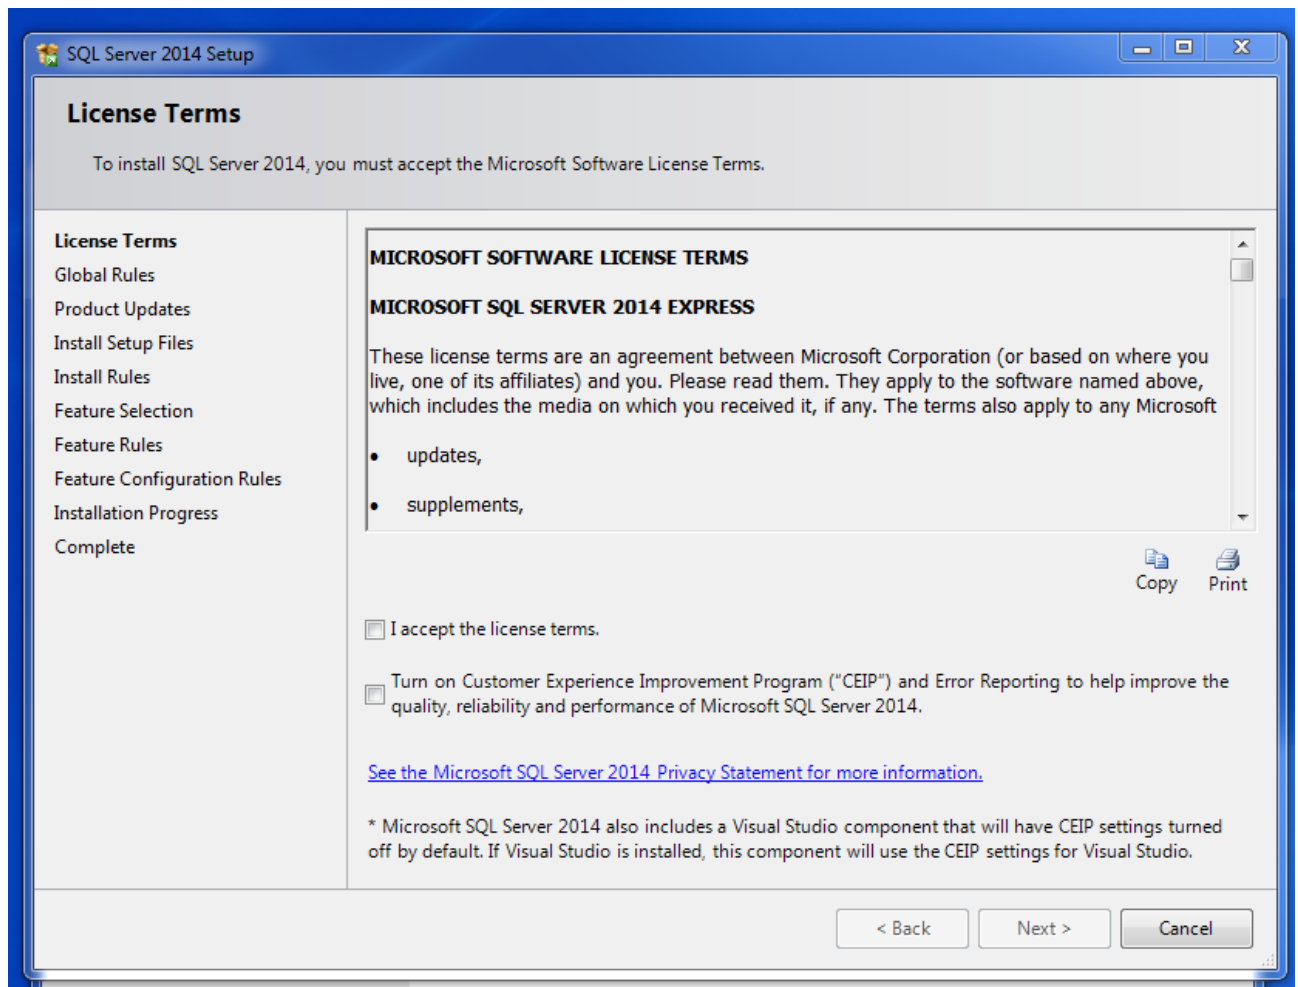 SQL Server 2014 Setup
License Terms
To install SQL Server 2014, you must accept the Microsoft Software License Terms.
License Terms
Global Rules
Product Updates
Install Setup Files
Install Rules
Feature Selection
Feature Rules
Feature Configuration Rules
Installation Progress
Complete
MICROSOFT SOFTWARE LICENSE TERMS
MICROSOFT SQL SERVER 2014 EXPRESS
These license terms are an agreement between Microsoft Corporation (or based on where you
live, one of its affiliates) and you. Please read them. They apply to the software named above,
which includes the media on which you received it, if any. The terms also apply to any Microsoft
• updates,
• supplements,
Copy Print
I accept the license terms.
Turn on Customer Experience Improvement Program ("CEIP") and Error Reporting to help improve the
quality, reliability and performance of Microsoft SQL Server 2014.
See the Microsoft SQL Server 2014 Privacy Statement for more information.
* Microsoft SQL Server 2014 also includes a Visual Studio component that will have CEIP settings turned
off by default. If Visual Studio is installed, this component will use the CEIP settings for Visual Studio.
< Back Next > Cancel